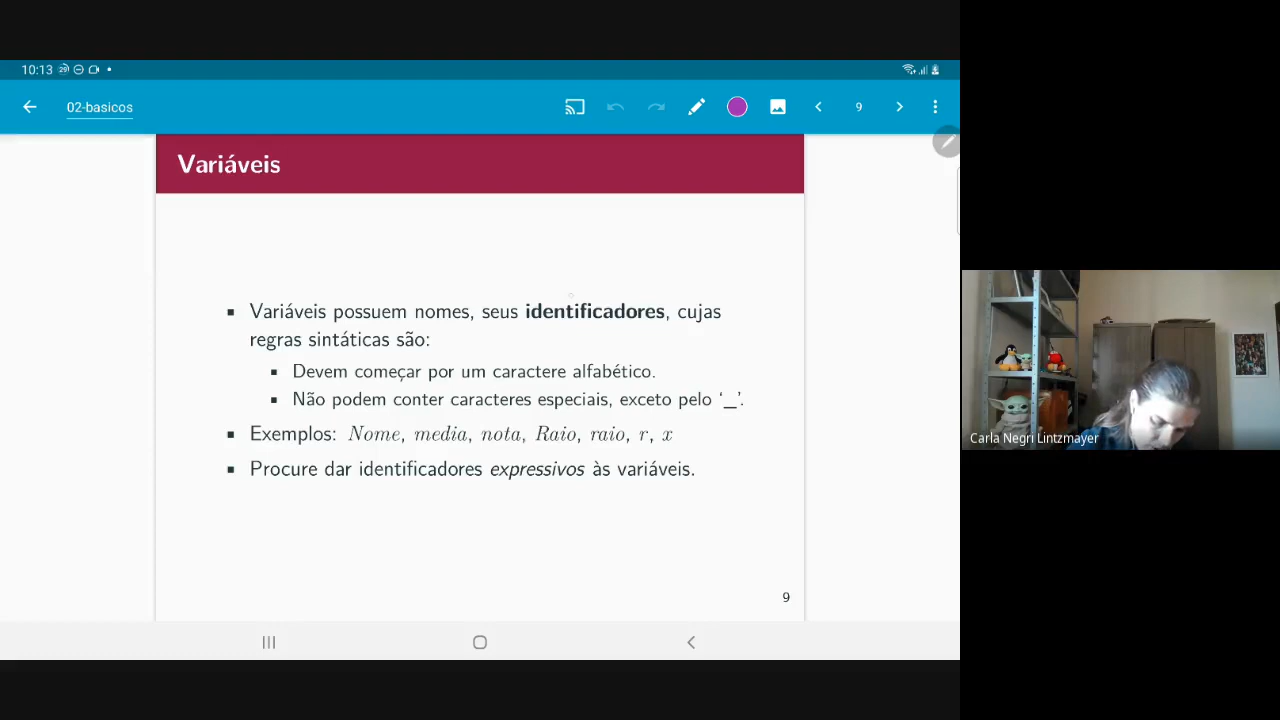 10:13 29
02-basicos
9
Variáveis
▪ Variáveis possuem nomes, seus identificadores, cujas
regras sintáticas são:
▪ Devem começar por um caractere alfabético.
▪ Não podem conter caracteres especiais, exceto pelo ‘_’.
▪ Exemplos: Nome, media, nota, Raio, raio, r, x
▪ Procure dar identificadores expressivos às variáveis.
9
Carla Negri Lintzmayer